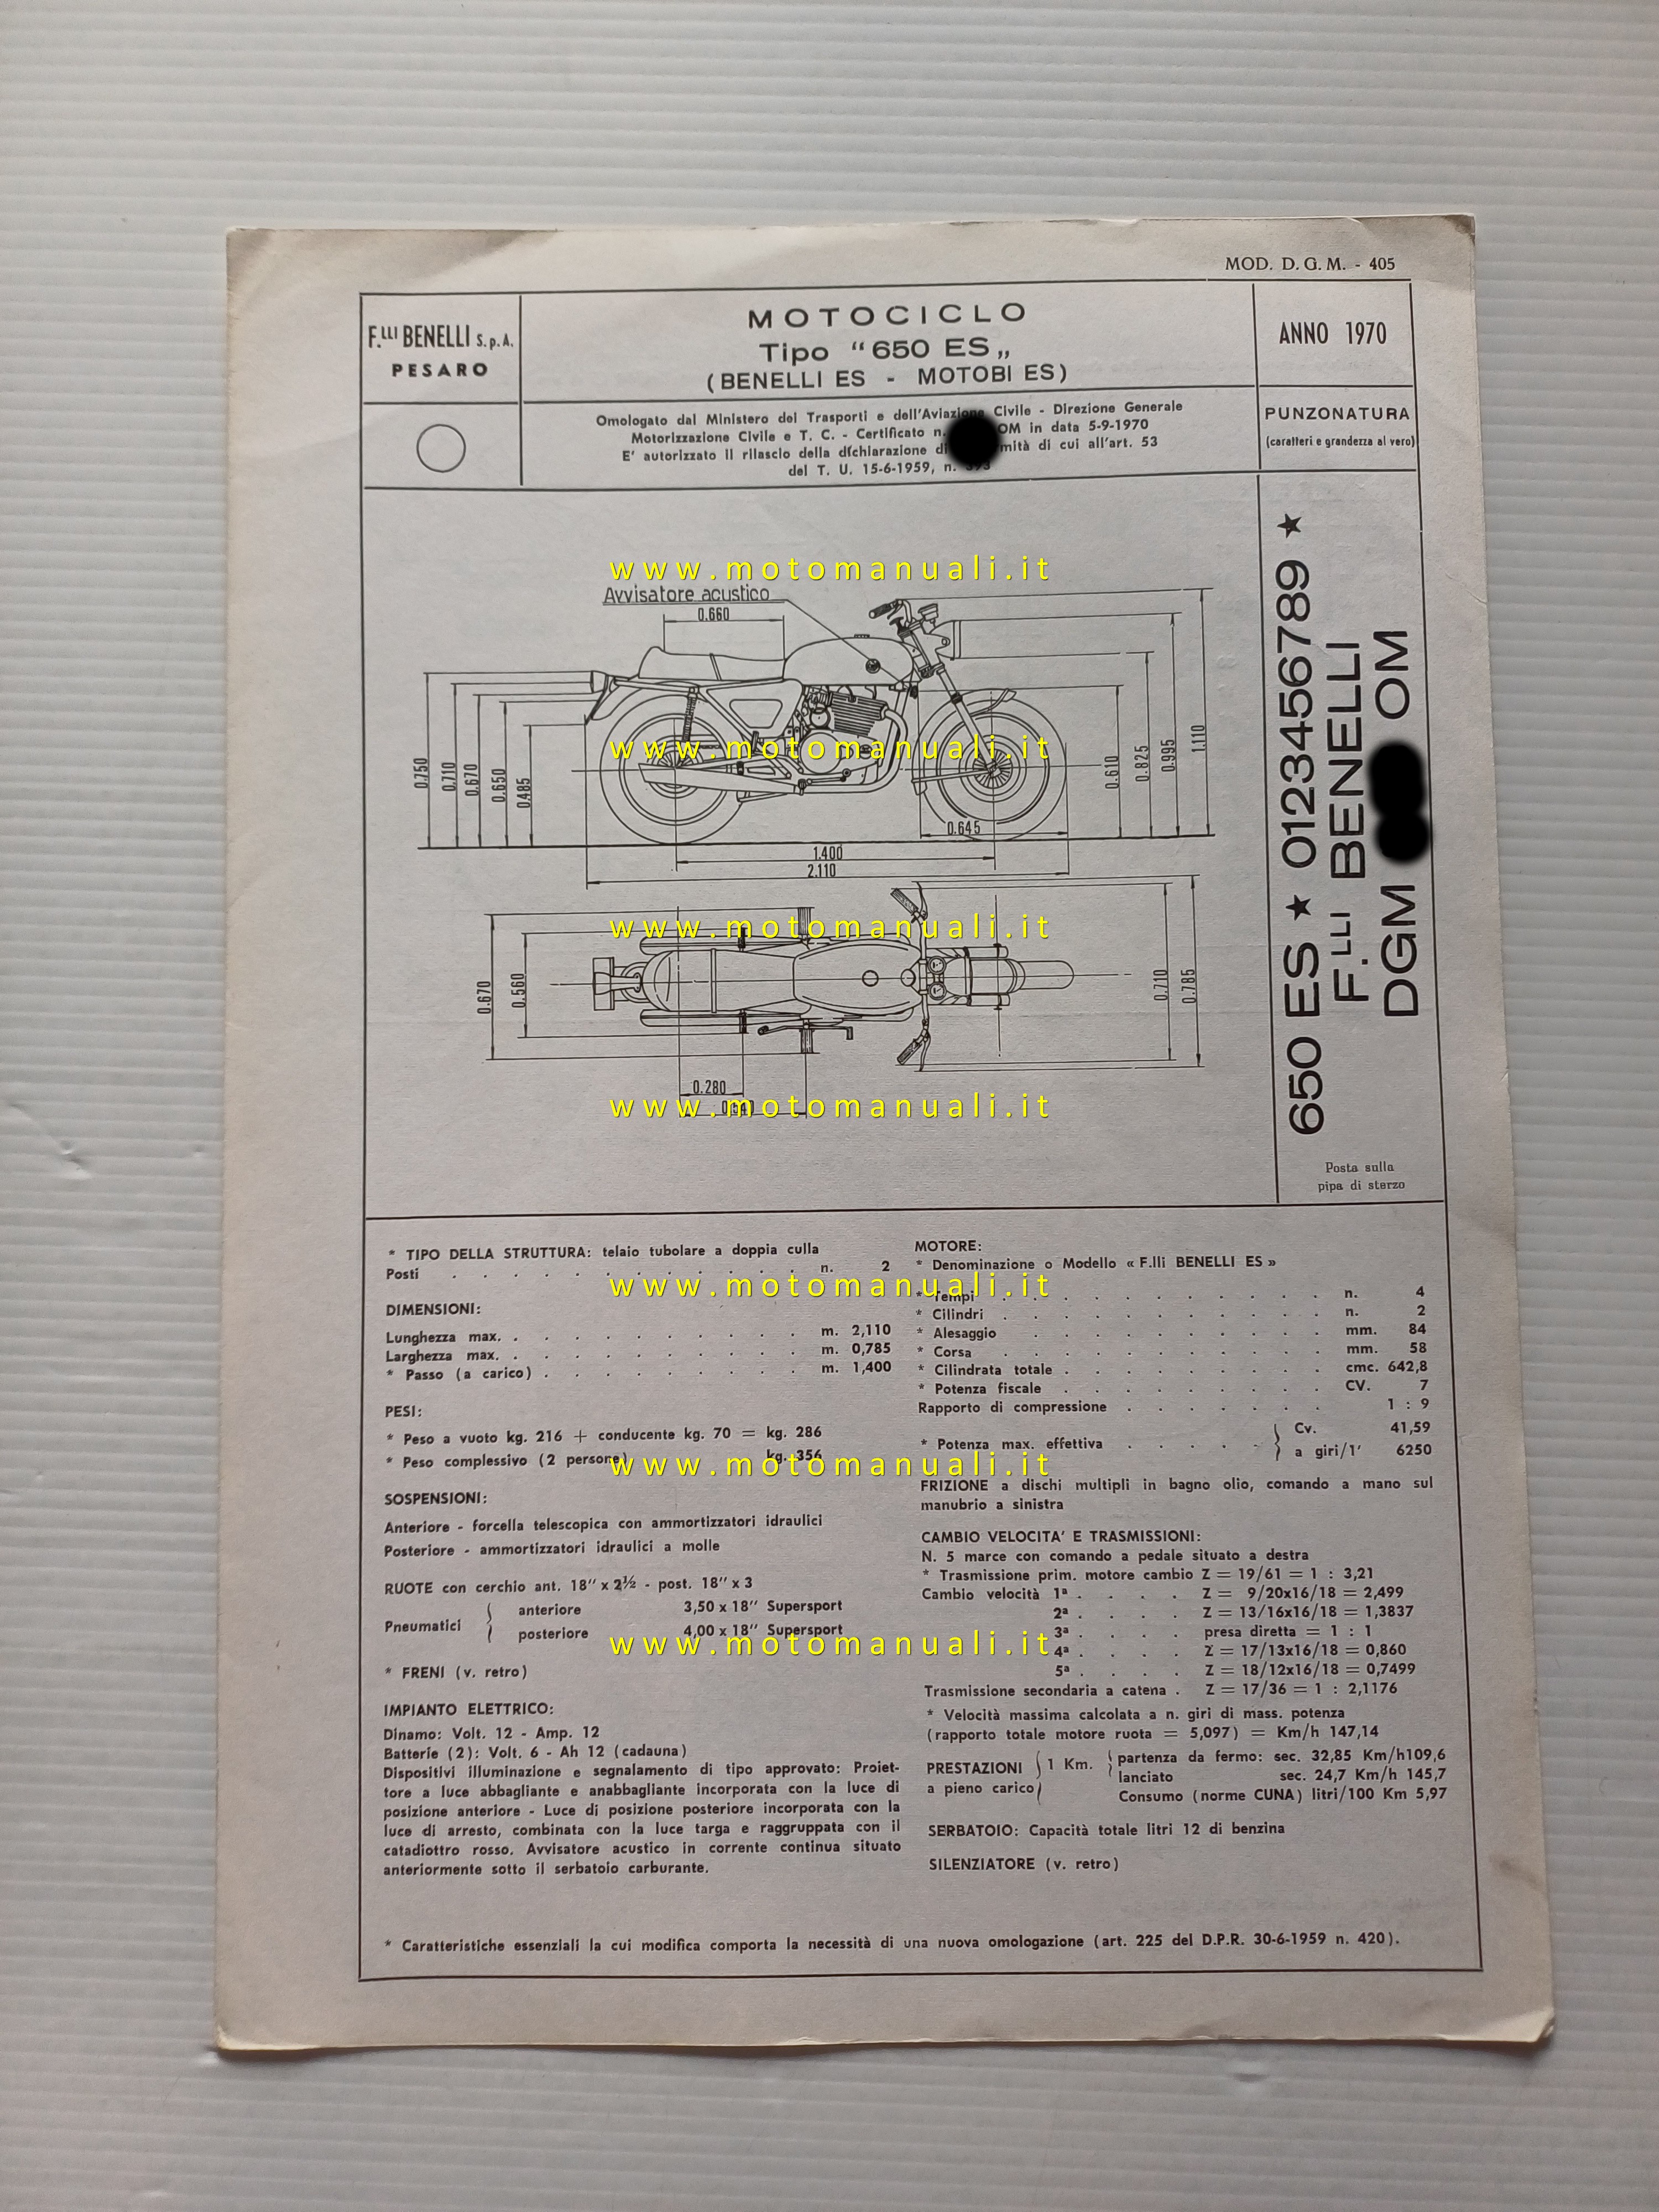 MOD. D. G. M. - 405
F.LLI BENELLI S.p.A.
PESARO
MOTOCICLO
Tipo “650 ES„
(BENELLI ES - MOTOBI ES)
ANNO 1970
PUNZONATURA
(caratteri e grandezza al vero)
Omologato dal Ministero dei Trasporti e dell'Aviazione Civile - Direzione Generale
Motorizzazione Civile e T. C. - Certificato n. OM in data 5-9-1970
E' autorizzato il rilascio della dichiarazione di mità di cui all'art. 53
del T. U. 15-6-1959, n. 393
www.motomanuali.it
Avvisatore acustico
0.660
0.750
0.710
0.670
0.650
0.485
www.motomanuali.it
0.610
0.825
0.995
1.110
0.645
1.400
2.110
www.motomanuali.it
0.670
0.560
0.710
0.785
0.280
www.motomanuali.it
650 ES ★ 0123456789 ★
F.LLI BENELLI
DGM OM
Posta sulla
pipa di sterzo
* TIPO DELLA STRUTTURA: telaio tubolare a doppia culla
Posti . . . . . . . . . . . . n. 2
DIMENSIONI:
Lunghezza max. . . . . . . . . . . m. 2,110
Larghezza max. . . . . . . . . . . m. 0,785
* Passo (a carico) . . . . . . . . . m. 1,400
PESI:
* Peso a vuoto kg. 216 + conducente kg. 70 = kg. 286
* Peso complessivo (2 persone) kg. 356
SOSPENSIONI:
Anteriore - forcella telescopica con ammortizzatori idraulici
Posteriore - ammortizzatori idraulici a molle
RUOTE con cerchio ant. 18" x 2½ - post. 18" x 3
Pneumatici { anteriore 3,50 x 18" Supersport
posteriore 4,00 x 18" Supersport
* FRENI (v. retro)
IMPIANTO ELETTRICO:
Dinamo: Volt. 12 - Amp. 12
Batterie (2): Volt. 6 - Ah 12 (cadauna)
Dispositivi illuminazione e segnalamento di tipo approvato: Proiet-
tore a luce abbagliante e anabbagliante incorporata con la luce di
posizione anteriore - Luce di posizione posteriore incorporata con la
luce di arresto, combinata con la luce targa e raggruppata con il
catadiottro rosso. Avvisatore acustico in corrente continua situato
anteriormente sotto il serbatoio carburante.
MOTORE:
* Denominazione o Modello « F.lli BENELLI ES »
www.motomanuali.it
* Tempi . . . . . . . . . . n. 4
* Cilindri . . . . . . . . . . n. 2
* Alesaggio . . . . . . . . . mm. 84
* Corsa . . . . . . . . . . mm. 58
* Cilindrata totale . . . . . . . . cmc. 642,8
* Potenza fiscale . . . . . . . . CV. 7
Rapporto di compressione . . . . . . 1 : 9
* Potenza max. effettiva . . . . { Cv. 41,59
a giri/1' 6250
www.motomanuali.it
FRIZIONE a dischi multipli in bagno olio, comando a mano sul
manubrio a sinistra
CAMBIO VELOCITA' E TRASMISSIONI:
N. 5 marce con comando a pedale situato a destra
* Trasmissione prim. motore cambio Z = 19/61 = 1 : 3,21
Cambio velocità 1ª . . . . Z = 9/20x16/18 = 2,499
2ª . . . . Z = 13/16x16/18 = 1,3837
3ª . . . . presa diretta = 1 : 1
www.motomanuali.it
4ª . . . . Z = 17/13x16/18 = 0,860
5ª . . . . Z = 18/12x16/18 = 0,7499
Trasmissione secondaria a catena . Z = 17/36 = 1 : 2,1176
* Velocità massima calcolata a n. giri di mass. potenza
(rapporto totale motore ruota = 5,097) = Km/h 147,14
PRESTAZIONI a pieno carico { 1 Km. { partenza da fermo: sec. 32,85 Km/h109,6
lanciato sec. 24,7 Km/h 145,7
Consumo (norme CUNA) litri/100 Km 5,97
SERBATOIO: Capacità totale litri 12 di benzina
SILENZIATORE (v. retro)
* Caratteristiche essenziali la cui modifica comporta la necessità di una nuova omologazione (art. 225 del D.P.R. 30-6-1959 n. 420).